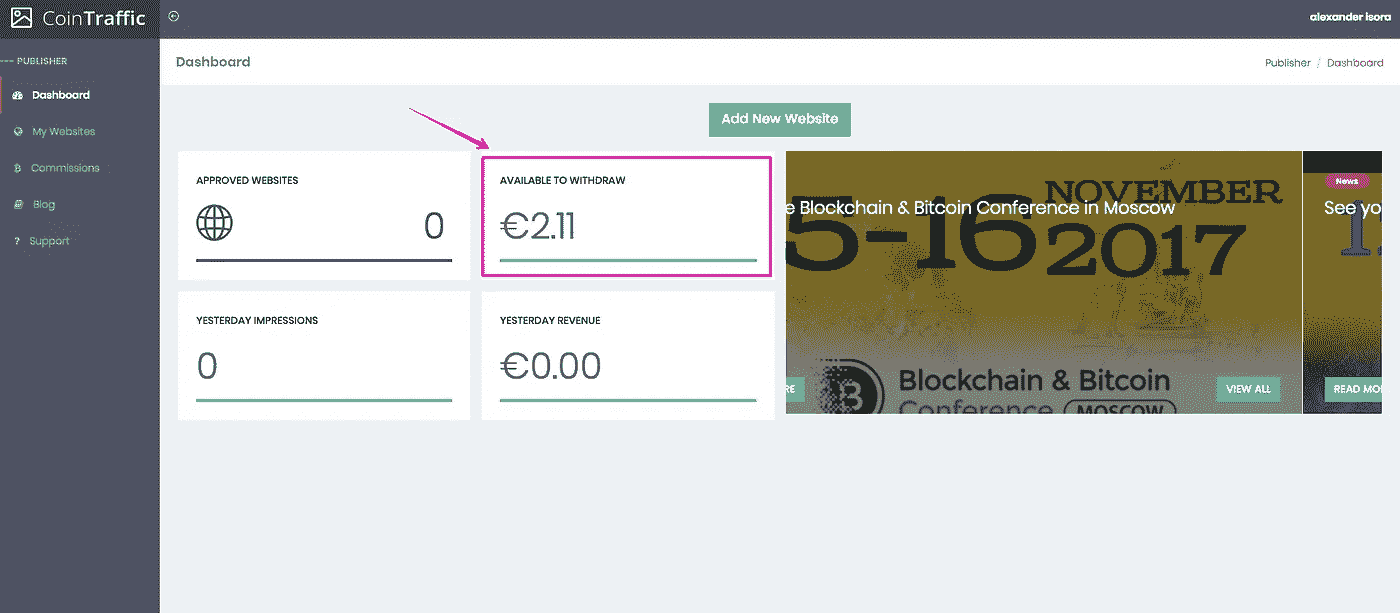 CoinTraffic
alexander isora
PUBLISHER
Dashboard
My Websites
Commissions
Blog
? Support
Dashboard
Publisher / Dashboard
Add New Website
APPROVED WEBSITES
0
AVAILABLE TO WITHDRAW
€2.11
YESTERDAY IMPRESSIONS
0
YESTERDAY REVENUE
€0.00
NOVEMBER
e Blockchain & Bitcoin Conference in Moscow
5-16 2017
Blockchain & Bitcoin
Conference MOSCOW
RE
VIEW ALL
News
See yo
1
READ MO